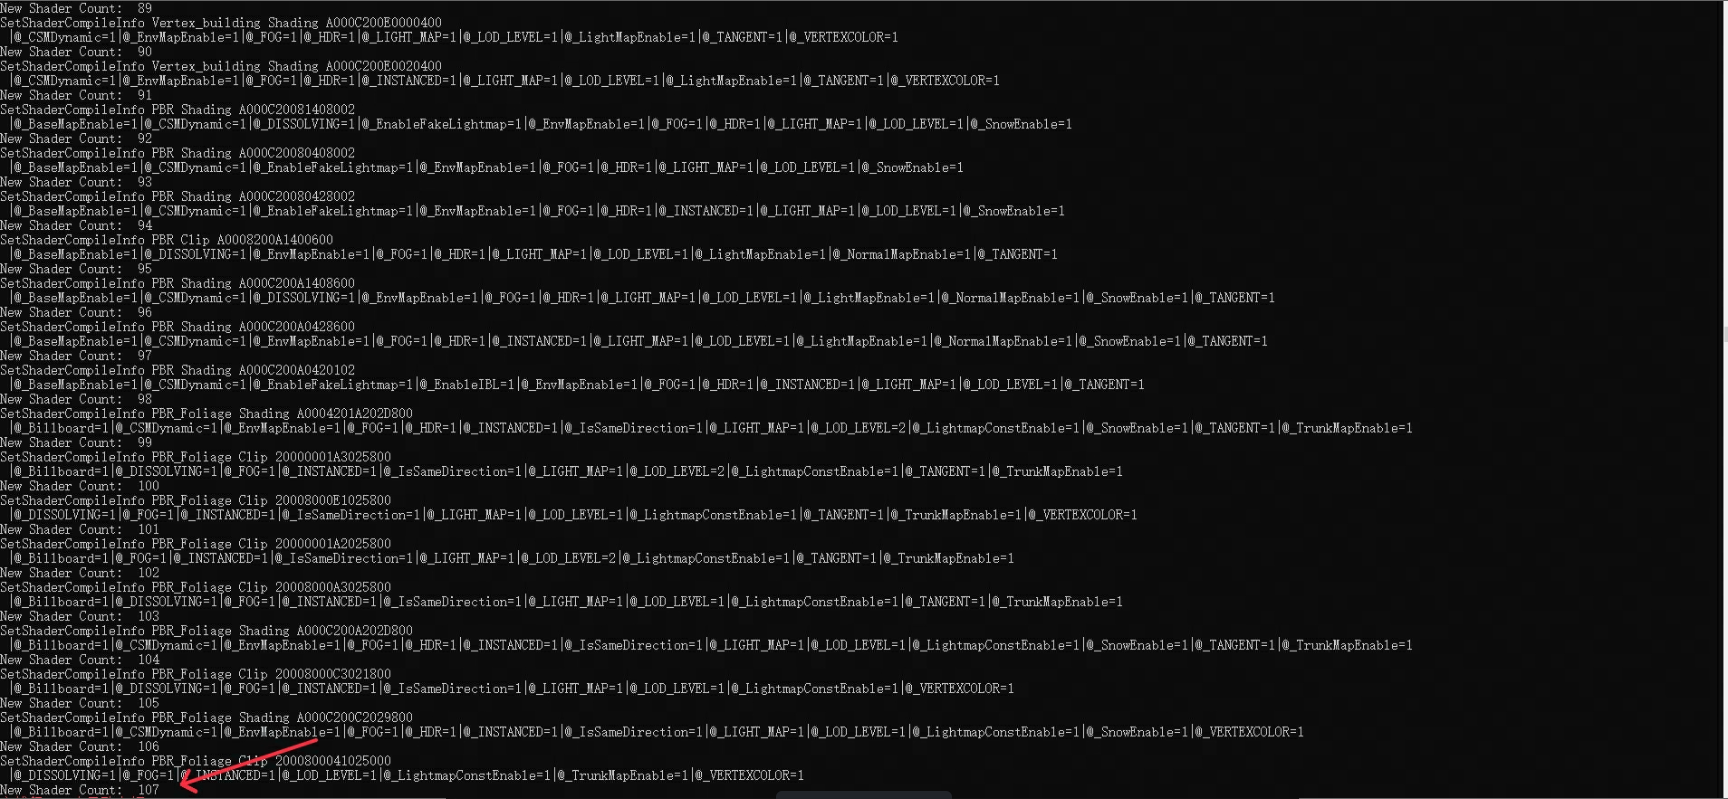 New Shader Count:  89
SetShaderCompileInfo Vertex_building Shading A000C200E0000400
|@_CSMDynamic=1|@_EnvMapEnable=1|@_FOG=1|@_HDR=1|@_LIGHT_MAP=1|@_LOD_LEVEL=1|@_LightMapEnable=1|@_TANGENT=1|@_VERTEXCOLOR=1
New Shader Count:  90
SetShaderCompileInfo Vertex_building Shading A000C200E0020400
|@_CSMDynamic=1|@_EnvMapEnable=1|@_FOG=1|@_HDR=1|@_INSTANCED=1|@_LIGHT_MAP=1|@_LOD_LEVEL=1|@_LightMapEnable=1|@_TANGENT=1|@_VERTEXCOLOR=1
New Shader Count:  91
SetShaderCompileInfo PBR Shading A000C20081408002
|@_BaseMapEnable=1|@_CSMDynamic=1|@_DISSOLVING=1|@_EnableFakeLightmap=1|@_EnvMapEnable=1|@_FOG=1|@_HDR=1|@_LIGHT_MAP=1|@_LOD_LEVEL=1|@_SnowEnable=1
New Shader Count:  92
SetShaderCompileInfo PBR Shading A000C20080408002
|@_BaseMapEnable=1|@_CSMDynamic=1|@_EnableFakeLightmap=1|@_EnvMapEnable=1|@_FOG=1|@_HDR=1|@_LIGHT_MAP=1|@_LOD_LEVEL=1|@_SnowEnable=1
New Shader Count:  93
SetShaderCompileInfo PBR Shading A000C20080428002
|@_BaseMapEnable=1|@_CSMDynamic=1|@_EnableFakeLightmap=1|@_EnvMapEnable=1|@_FOG=1|@_HDR=1|@_INSTANCED=1|@_LIGHT_MAP=1|@_LOD_LEVEL=1|@_SnowEnable=1
New Shader Count:  94
SetShaderCompileInfo PBR Clip A0008200A1400600
|@_BaseMapEnable=1|@_DISSOLVING=1|@_EnvMapEnable=1|@_FOG=1|@_HDR=1|@_LIGHT_MAP=1|@_LOD_LEVEL=1|@_LightMapEnable=1|@_NormalMapEnable=1|@_TANGENT=1
New Shader Count:  95
SetShaderCompileInfo PBR Shading A000C200A1408600
|@_BaseMapEnable=1|@_CSMDynamic=1|@_DISSOLVING=1|@_EnvMapEnable=1|@_FOG=1|@_HDR=1|@_LIGHT_MAP=1|@_LOD_LEVEL=1|@_LightMapEnable=1|@_NormalMapEnable=1|@_SnowEnable=1|@_TANGENT=1
New Shader Count:  96
SetShaderCompileInfo PBR Shading A000C200A0428600
|@_BaseMapEnable=1|@_CSMDynamic=1|@_EnvMapEnable=1|@_FOG=1|@_HDR=1|@_INSTANCED=1|@_LIGHT_MAP=1|@_LOD_LEVEL=1|@_LightMapEnable=1|@_NormalMapEnable=1|@_SnowEnable=1|@_TANGENT=1
New Shader Count:  97
SetShaderCompileInfo PBR Shading A000C200A0420102
|@_BaseMapEnable=1|@_CSMDynamic=1|@_EnableFakeLightmap=1|@_EnableIBL=1|@_EnvMapEnable=1|@_FOG=1|@_HDR=1|@_INSTANCED=1|@_LIGHT_MAP=1|@_LOD_LEVEL=1|@_TANGENT=1
New Shader Count:  98
SetShaderCompileInfo PBR_Foliage Shading A0004201A202D800
|@_Billboard=1|@_CSMDynamic=1|@_EnvMapEnable=1|@_FOG=1|@_HDR=1|@_INSTANCED=1|@_IsSameDirection=1|@_LIGHT_MAP=1|@_LOD_LEVEL=2|@_LightmapConstEnable=1|@_SnowEnable=1|@_TANGENT=1|@_TrunkMapEnable=1
New Shader Count:  99
SetShaderCompileInfo PBR_Foliage Clip 20000001A3025800
|@_Billboard=1|@_DISSOLVING=1|@_FOG=1|@_INSTANCED=1|@_IsSameDirection=1|@_LIGHT_MAP=1|@_LOD_LEVEL=2|@_LightmapConstEnable=1|@_TANGENT=1|@_TrunkMapEnable=1
New Shader Count:  100
SetShaderCompileInfo PBR_Foliage Clip 20008000E1025800
|@_DISSOLVING=1|@_FOG=1|@_INSTANCED=1|@_IsSameDirection=1|@_LIGHT_MAP=1|@_LOD_LEVEL=1|@_LightmapConstEnable=1|@_TANGENT=1|@_TrunkMapEnable=1|@_VERTEXCOLOR=1
New Shader Count:  101
SetShaderCompileInfo PBR_Foliage Clip 20000001A2025800
|@_Billboard=1|@_FOG=1|@_INSTANCED=1|@_IsSameDirection=1|@_LIGHT_MAP=1|@_LOD_LEVEL=2|@_LightmapConstEnable=1|@_TANGENT=1|@_TrunkMapEnable=1
New Shader Count:  102
SetShaderCompileInfo PBR_Foliage Clip 20008000A3025800
|@_Billboard=1|@_DISSOLVING=1|@_FOG=1|@_INSTANCED=1|@_IsSameDirection=1|@_LIGHT_MAP=1|@_LOD_LEVEL=1|@_LightmapConstEnable=1|@_TANGENT=1|@_TrunkMapEnable=1
New Shader Count:  103
SetShaderCompileInfo PBR_Foliage Shading A000C200A202D800
|@_Billboard=1|@_CSMDynamic=1|@_EnvMapEnable=1|@_FOG=1|@_HDR=1|@_INSTANCED=1|@_IsSameDirection=1|@_LIGHT_MAP=1|@_LOD_LEVEL=1|@_LightmapConstEnable=1|@_SnowEnable=1|@_TANGENT=1|@_TrunkMapEnable=1
New Shader Count:  104
SetShaderCompileInfo PBR_Foliage Clip 20008000C3021800
|@_Billboard=1|@_DISSOLVING=1|@_FOG=1|@_INSTANCED=1|@_IsSameDirection=1|@_LIGHT_MAP=1|@_LOD_LEVEL=1|@_LightmapConstEnable=1|@_VERTEXCOLOR=1
New Shader Count:  105
SetShaderCompileInfo PBR_Foliage Shading A000C200C2029800
|@_Billboard=1|@_CSMDynamic=1|@_EnvMapEnable=1|@_FOG=1|@_HDR=1|@_INSTANCED=1|@_IsSameDirection=1|@_LIGHT_MAP=1|@_LOD_LEVEL=1|@_LightmapConstEnable=1|@_SnowEnable=1|@_VERTEXCOLOR=1
New Shader Count:  106
SetShaderCompileInfo PBR_Foliage Clip 2000800041025000
|@_DISSOLVING=1|@_FOG=1|@_INSTANCED=1|@_LOD_LEVEL=1|@_LightmapConstEnable=1|@_TrunkMapEnable=1|@_VERTEXCOLOR=1
New Shader Count:  107